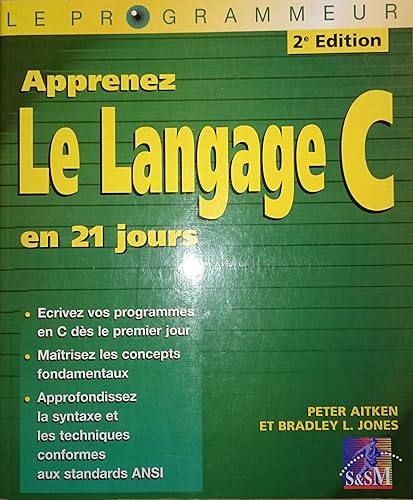 LE PROGRAMMEUR
2e Edition
Apprenez
Le Langage C
en 21 jours
• Ecrivez vos programmes
en C dès le premier jour
• Maîtrisez les concepts
fondamentaux
• Approfondissez
la syntaxe et
les techniques
conformes
aux standards ANSI
PETER AITKEN
ET BRADLEY L. JONES
S&SM